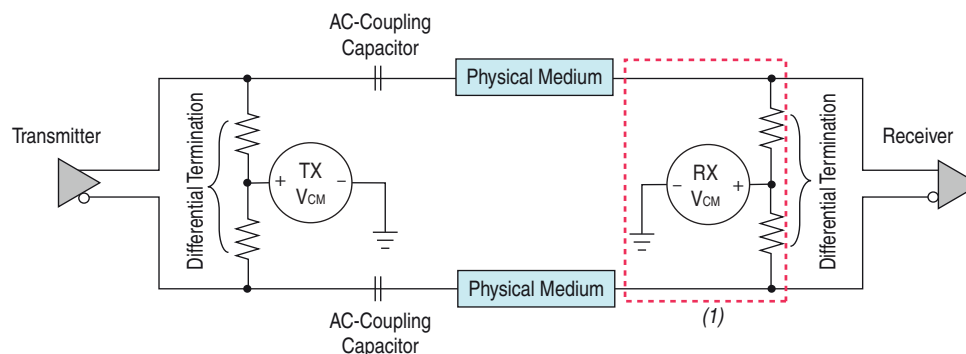 AC-Coupling
Capacitor
Physical Medium
Transmitter
Differential Termination
+ TX −
VCM
− RX +
VCM
Differential Termination
Receiver
Physical Medium
(1)
AC-Coupling
Capacitor